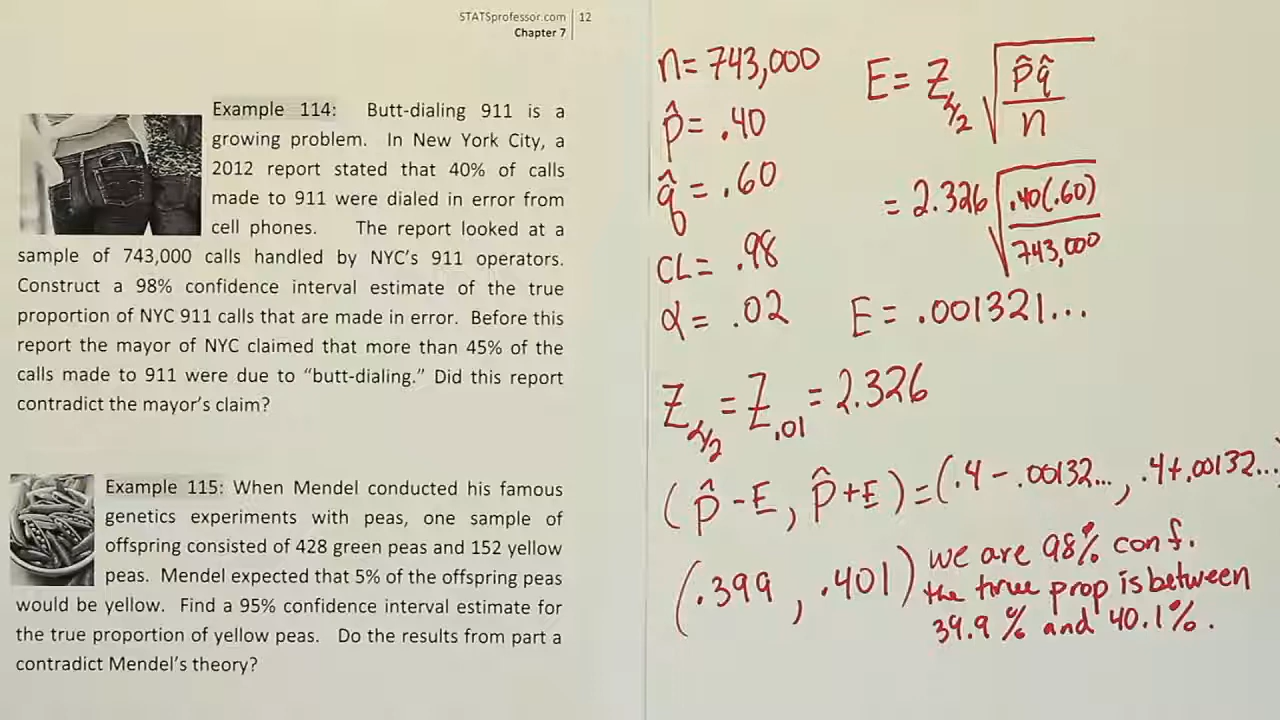 STATSprofessor.com | 12
Chapter 7
Example 114: Butt-dialing 911 is a
growing problem. In New York City, a
2012 report stated that 40% of calls
made to 911 were dialed in error from
cell phones. The report looked at a
sample of 743,000 calls handled by NYC's 911 operators.
Construct a 98% confidence interval estimate of the true
proportion of NYC 911 calls that are made in error. Before this
report the mayor of NYC claimed that more than 45% of the
calls made to 911 were due to "butt-dialing." Did this report
contradict the mayor's claim?
Example 115: When Mendel conducted his famous
genetics experiments with peas, one sample of
offspring consisted of 428 green peas and 152 yellow
peas. Mendel expected that 5% of the offspring peas
would be yellow. Find a 95% confidence interval estimate for
the true proportion of yellow peas. Do the results from part a
contradict Mendel's theory?
n= 743,000
p̂= .40
q̂ = .60
CL= .98
α= .02
E= Z α/2 √ p̂q̂ / n
= 2.326 √ .40(.60) / 743,000
E= .001321...
Z α/2 = Z .01 = 2.326
(p̂-E, p̂+E)=(.4-.00132..., .4+.00132...)
(.399, .401)
we are 98% conf.
the true prop is between
39.9% and 40.1%.